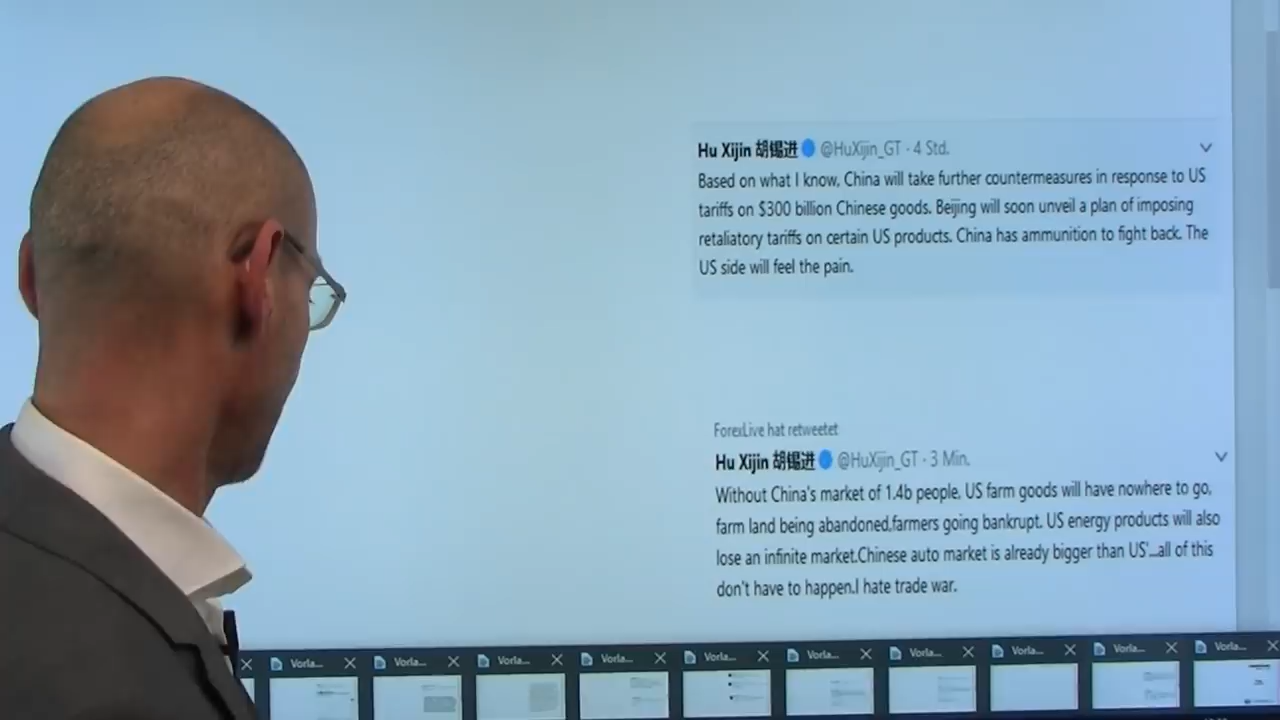 Hu Xijin 胡锡进 @HuXijin_GT · 4 Std.
Based on what I know, China will take further countermeasures in response to US
tariffs on $300 billion Chinese goods. Beijing will soon unveil a plan of imposing
retaliatory tariffs on certain US products. China has ammunition to fight back. The
US side will feel the pain.
ForexLive hat retweetet
Hu Xijin 胡锡进 @HuXijin_GT · 3 Min.
Without China's market of 1.4b people, US farm goods will have nowhere to go,
farm land being abandoned,farmers going bankrupt. US energy products will also
lose an infinite market.Chinese auto market is already bigger than US'...all of this
don't have to happen.I hate trade war.
Vorla... Vorla... Vorla... Vorla... Vorla... Vorla... Vorla... Vorla... Vorla... Vorla...